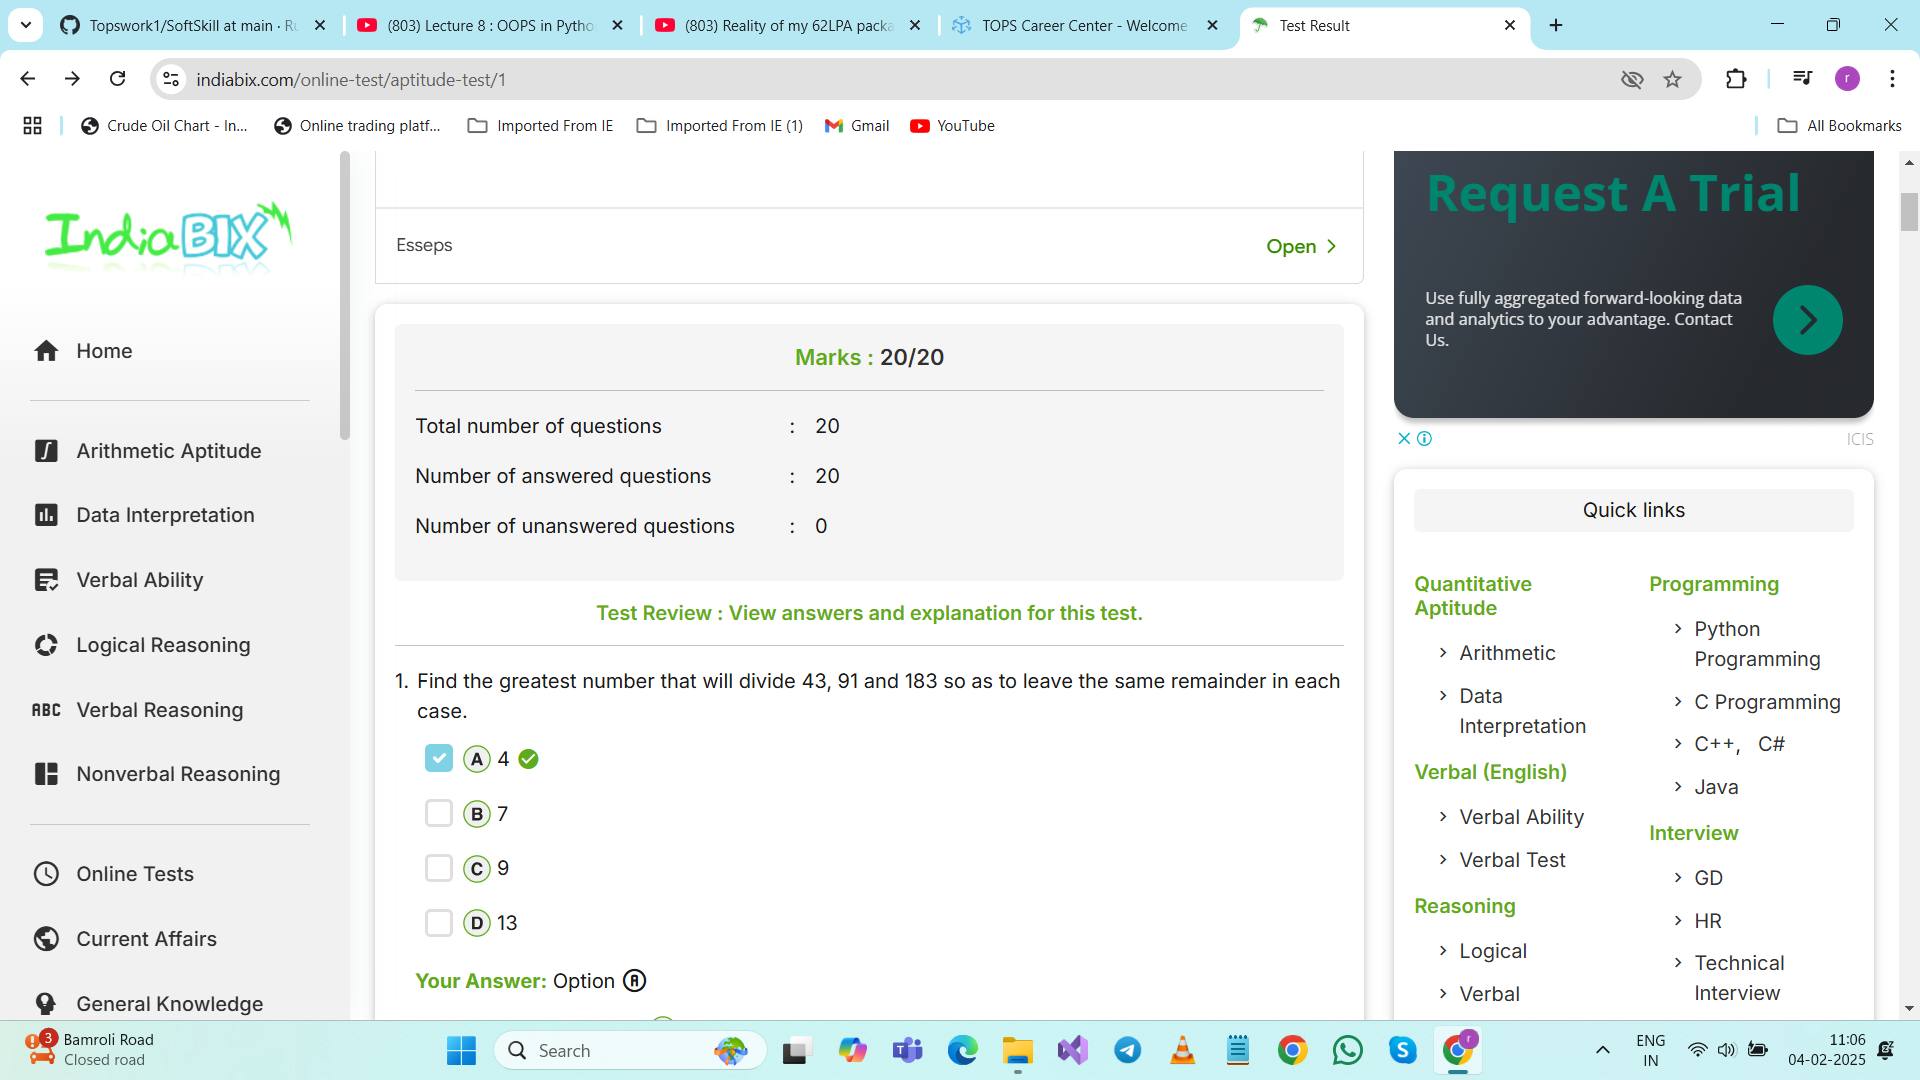 Topswork1/SoftSkill at main · Ru
(803) Lecture 8 : OOPS in Pytho
(803) Reality of my 62LPA packa
TOPS Career Center - Welcome
Test Result
indiabix.com/online-test/aptitude-test/1
r
Crude Oil Chart - In...
Online trading platf...
Imported From IE
Imported From IE (1)
Gmail
YouTube
All Bookmarks
IndiaBIX
Home
Arithmetic Aptitude
Data Interpretation
Verbal Ability
Logical Reasoning
ABC Verbal Reasoning
Nonverbal Reasoning
Online Tests
Current Affairs
General Knowledge
Esseps
Open
Marks : 20/20
Total number of questions : 20
Number of answered questions : 20
Number of unanswered questions : 0
Test Review : View answers and explanation for this test.
1. Find the greatest number that will divide 43, 91 and 183 so as to leave the same remainder in each
case.
A 4
B 7
C 9
D 13
Your Answer: Option A
Request A Trial
Use fully aggregated forward-looking data
and analytics to your advantage. Contact
Us.
ICIS
Quick links
Quantitative
Aptitude
Arithmetic
Data
Interpretation
Verbal (English)
Verbal Ability
Verbal Test
Reasoning
Logical
Verbal
Programming
Python
Programming
C Programming
C++, C#
Java
Interview
GD
HR
Technical
Interview
3
Bamroli Road
Closed road
Search
r
ENG
IN
11:06
04-02-2025